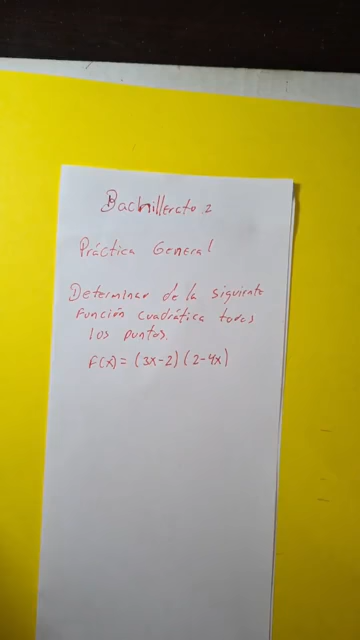 Bachillerato 2
Práctica General
Determinar de la siguiente
función cuadrática todos
los puntos.
F(x) = (3x-2) (2-4x)